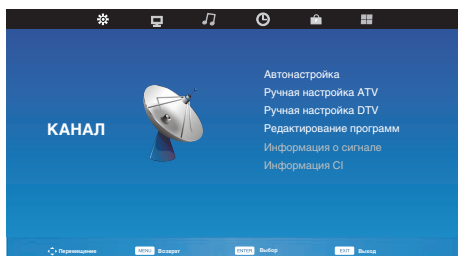 КАНАЛ
Автонастройка
Ручная настройка ATV
Ручная настройка DTV
Редактирование программ
Информация о сигнале
Информация CI
Перемещение MENU Возврат ENTER Выбор EXIT Выход